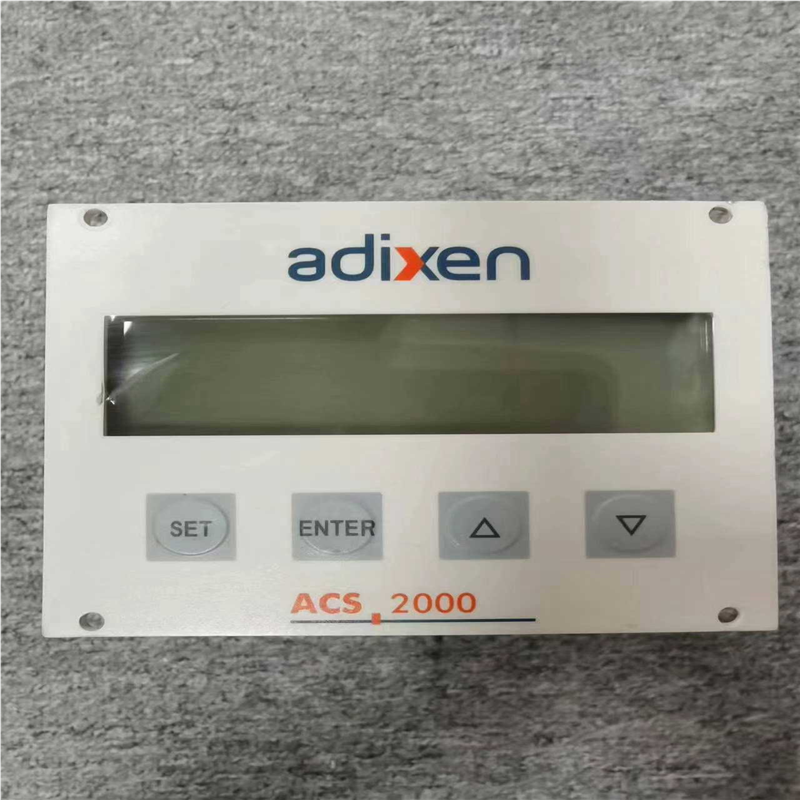 adixen
SET ENTER △ ▽
ACS 2000